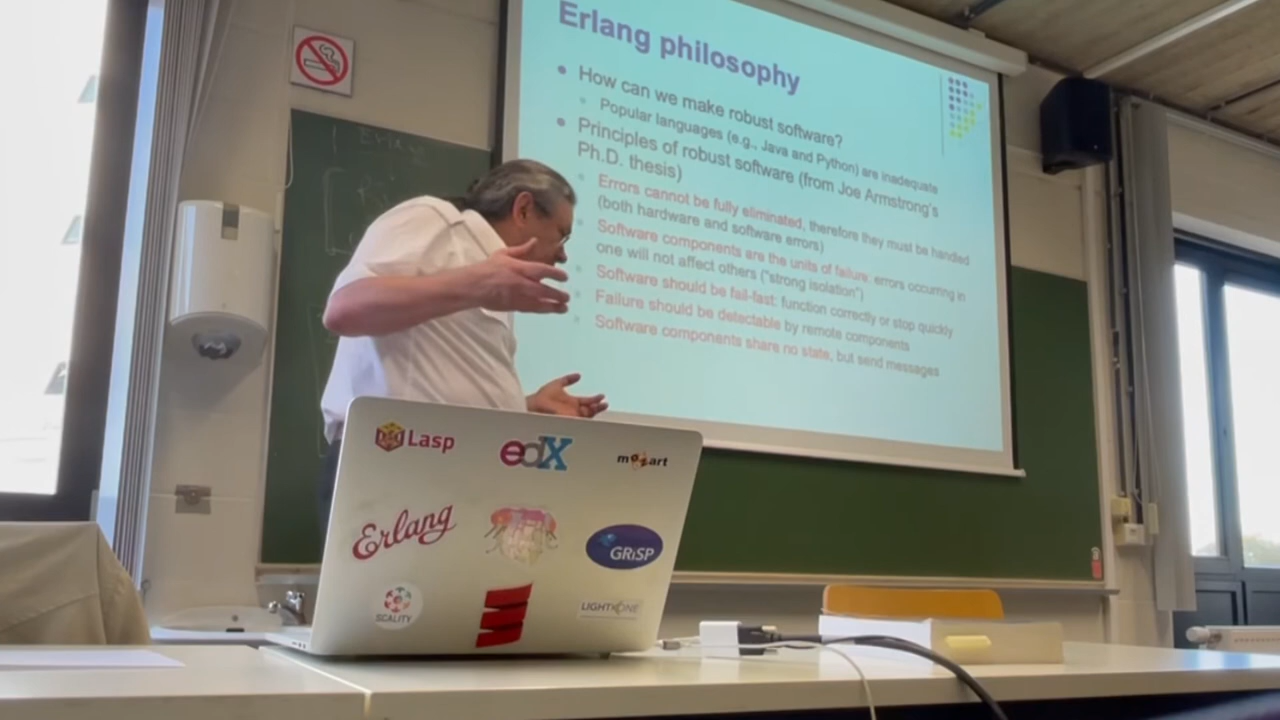 Erlang philosophy
How can we make robust software?
Popular languages (e.g., Java and Python) are inadequate
Principles of robust software (from Joe Armstrong's
Ph.D. thesis)
Errors cannot be fully eliminated, therefore they must be handled
(both hardware and software errors)
Software components are the units of failure: errors occurring in
one will not affect others ("strong isolation")
Software should be fail-fast: function correctly or stop quickly
Failure should be detectable by remote components
Software components share no state, but send messages
Lasp
edX
mozart
Erlang
GRiSP
SCALITY
LIGHTKONE